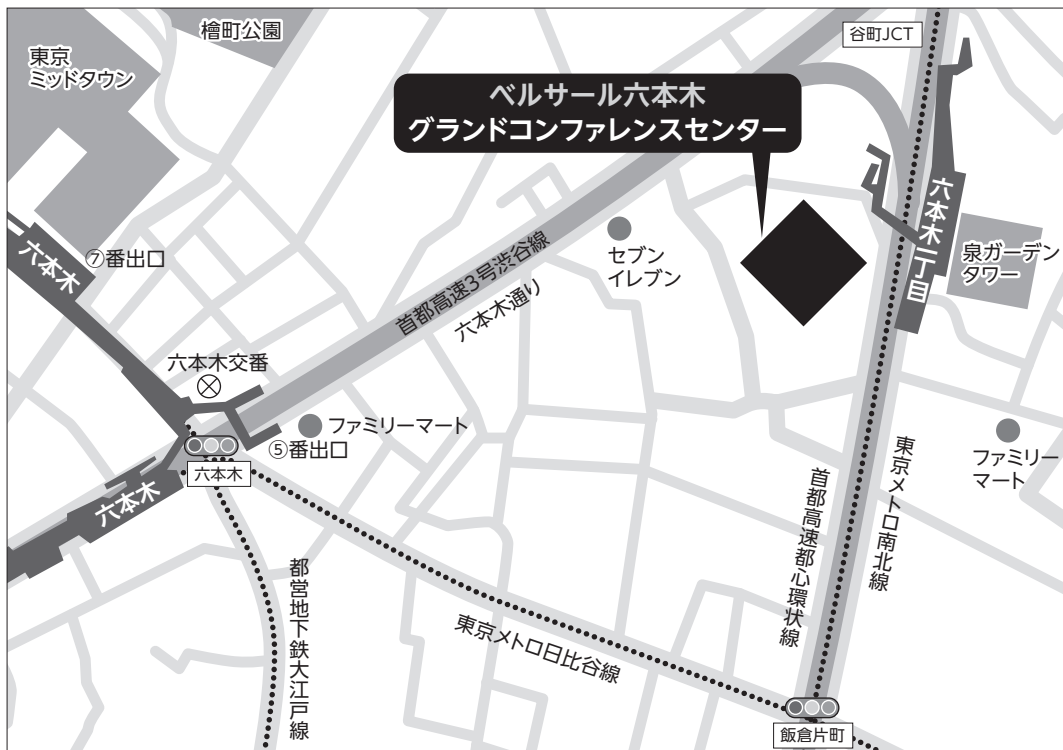 檜町公園
東京
ミッドタウン
谷町JCT
ベルサール六本木
グランドコンファレンスセンター
六本木
⑦番出口
首都高速3号渋谷線
六本木通り
セブン
イレブン
六本木一丁目
泉ガーデン
タワー
六本木交番
ファミリーマート
⑤番出口
六本木
六本木
都営地下鉄大江戸線
東京メトロ日比谷線
首都高速都心環状線
東京メトロ南北線
ファミリー
マート
飯倉片町